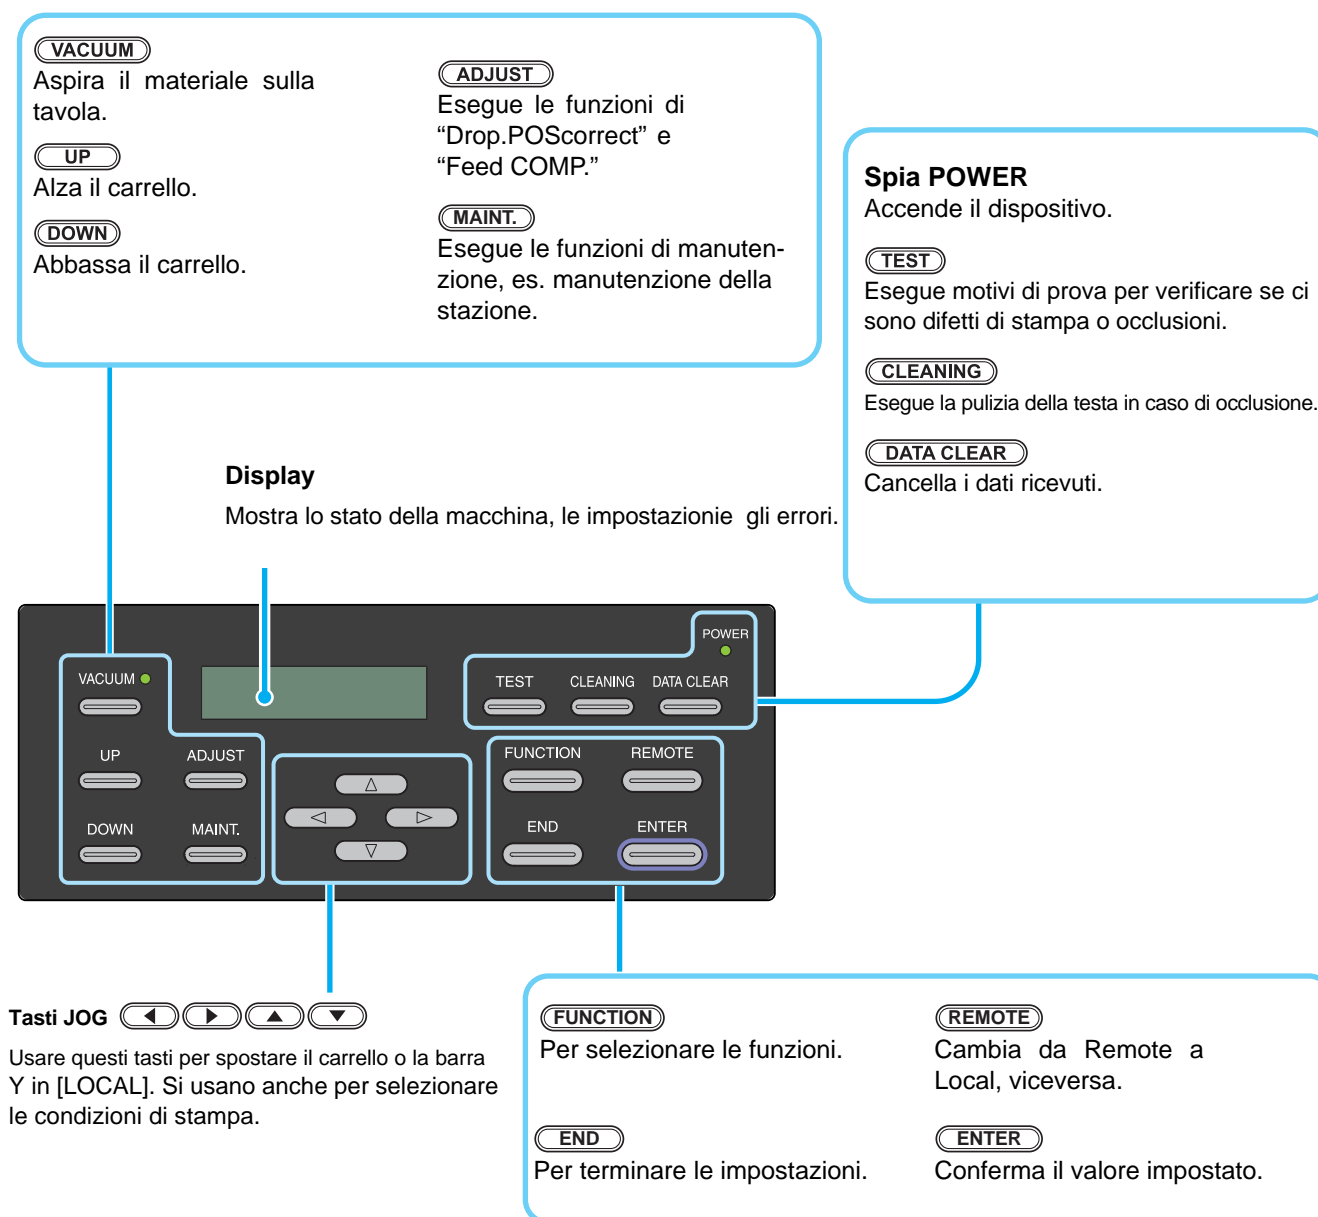 VACUUM
Aspira il materiale sulla
tavola.
UP
Alza il carrello.
DOWN
Abbassa il carrello.
ADJUST
Esegue le funzioni di
“Drop.POScorrect” e
“Feed COMP.”
MAINT.
Esegue le funzioni di manuten-
zione, es. manutenzione della
stazione.
Spia POWER
Accende il dispositivo.
TEST
Esegue motivi di prova per verificare se ci
sono difetti di stampa o occlusioni.
CLEANING
Esegue la pulizia della testa in caso di occlusione.
DATA CLEAR
Cancella i dati ricevuti.
Display
Mostra lo stato della macchina, le impostazionie gli errori.
POWER
VACUUM
TEST CLEANING DATA CLEAR
UP ADJUST FUNCTION REMOTE
DOWN MAINT. END ENTER
Tasti JOG
Usare questi tasti per spostare il carrello o la barra
Y in [LOCAL]. Si usano anche per selezionare
le condizioni di stampa.
FUNCTION
Per selezionare le funzioni.
REMOTE
Cambia da Remote a
Local, viceversa.
END
Per terminare le impostazioni.
ENTER
Conferma il valore impostato.